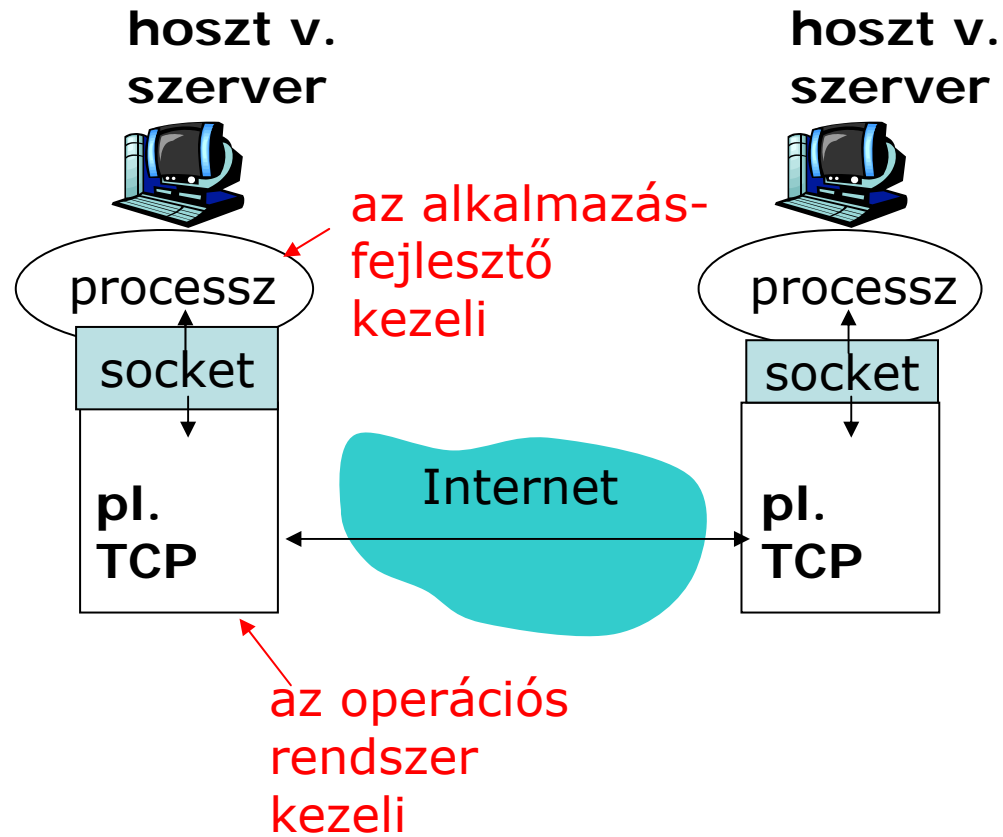 hoszt v.
szerver
hoszt v.
szerver
az alkalmazás-
fejlesztő
kezeli
processz
processz
socket
socket
Internet
pl.
TCP
pl.
TCP
az operációs
rendszer
kezeli